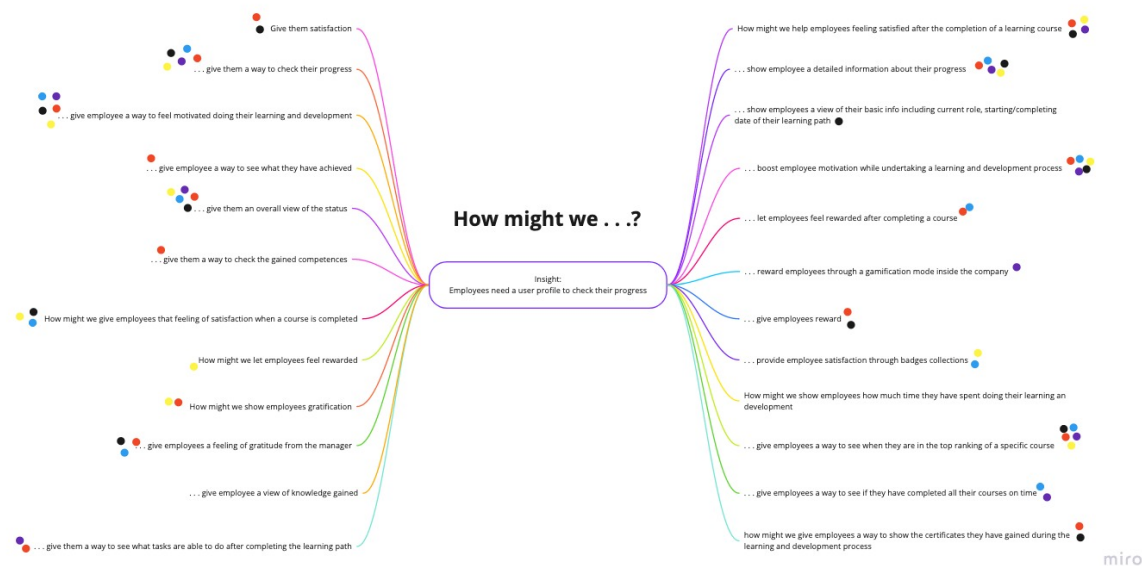 Give them satisfaction
. . . give them a way to check their progress
. . . give employee a way to feel motivated doing their learning and development
. . . give employee a way to see what they have achieved
. . . give them an overall view of the status
. . . give them a way to check the gained competences
How might we give employees that feeling of satisfaction when a course is completed
How might we let employees feel rewarded
How might we show employees gratification
. . . give employees a feeling of gratitude from the manager
. . . give employee a view of knowledge gained
. . . give them a way to see what tasks are able to do after completing the learning path
How might we . . .?
Insight:
Employees need a user profile to check their progress
How might we help employees feeling satisfied after the completion of a learning course
. . . show employee a detailed information about their progress
. . . show employees a view of their basic info including current role, starting/completing
date of their learning path
. . . boost employee motivation while undertaking a learning and development process
. . . let employees feel rewarded after completing a course
. . . reward employees through a gamification mode inside the company
. . . give employees reward
. . . provide employee satisfaction through badges collections
How might we show employees how much time they have spent doing their learning an
development
. . . give employees a way to see when they are in the top ranking of a specific course
. . . give employees a way to see if they have completed all their courses on time
how might we give employees a way to show the certificates they have gained during the
learning and development process
miro